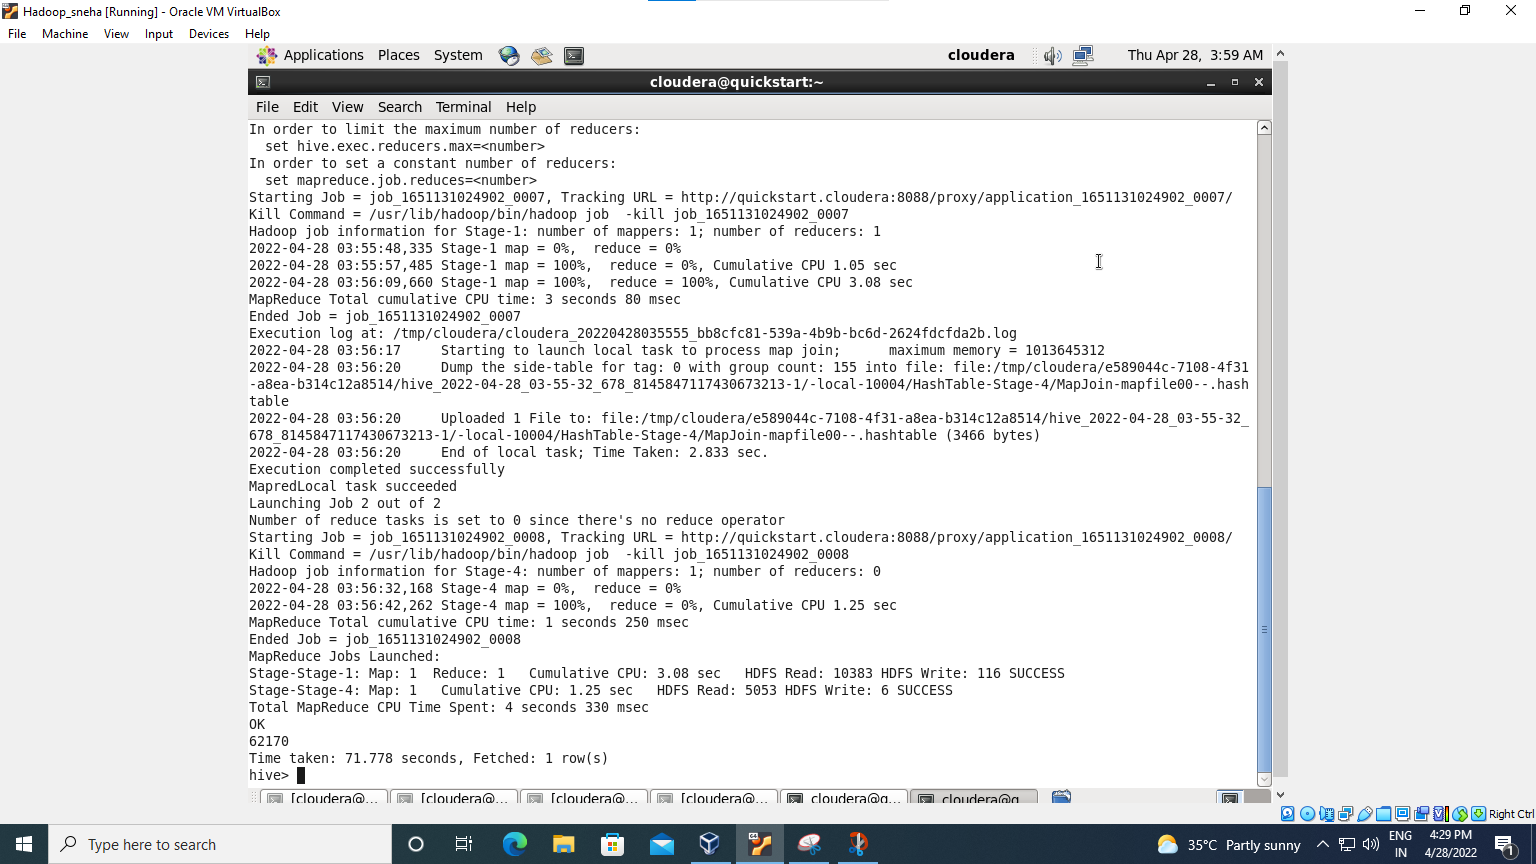 Hadoop_sneha [Running] - Oracle VM VirtualBox
File Machine View Input Devices Help
Applications Places System cloudera Thu Apr 28, 3:59 AM
cloudera@quickstart:~
File Edit View Search Terminal Help
In order to limit the maximum number of reducers:
  set hive.exec.reducers.max=<number>
In order to set a constant number of reducers:
  set mapreduce.job.reduces=<number>
Starting Job = job_1651131024902_0007, Tracking URL = http://quickstart.cloudera:8088/proxy/application_1651131024902_0007/
Kill Command = /usr/lib/hadoop/bin/hadoop job  -kill job_1651131024902_0007
Hadoop job information for Stage-1: number of mappers: 1; number of reducers: 1
2022-04-28 03:55:48,335 Stage-1 map = 0%,  reduce = 0%
2022-04-28 03:55:57,485 Stage-1 map = 100%,  reduce = 0%, Cumulative CPU 1.05 sec
2022-04-28 03:56:09,660 Stage-1 map = 100%,  reduce = 100%, Cumulative CPU 3.08 sec
MapReduce Total cumulative CPU time: 3 seconds 80 msec
Ended Job = job_1651131024902_0007
Execution log at: /tmp/cloudera/cloudera_20220428035555_bb8cfc81-539a-4b9b-bc6d-2624fdcfda2b.log
2022-04-28 03:56:17     Starting to launch local task to process map join;      maximum memory = 1013645312
2022-04-28 03:56:20     Dump the side-table for tag: 0 with group count: 155 into file: file:/tmp/cloudera/e589044c-7108-4f31
-a8ea-b314c12a8514/hive_2022-04-28_03-55-32_678_8145847117430673213-1/-local-10004/HashTable-Stage-4/MapJoin-mapfile00--.hash
table
2022-04-28 03:56:20     Uploaded 1 File to: file:/tmp/cloudera/e589044c-7108-4f31-a8ea-b314c12a8514/hive_2022-04-28_03-55-32_
678_8145847117430673213-1/-local-10004/HashTable-Stage-4/MapJoin-mapfile00--.hashtable (3466 bytes)
2022-04-28 03:56:20     End of local task; Time Taken: 2.833 sec.
Execution completed successfully
MapredLocal task succeeded
Launching Job 2 out of 2
Number of reduce tasks is set to 0 since there's no reduce operator
Starting Job = job_1651131024902_0008, Tracking URL = http://quickstart.cloudera:8088/proxy/application_1651131024902_0008/
Kill Command = /usr/lib/hadoop/bin/hadoop job  -kill job_1651131024902_0008
Hadoop job information for Stage-4: number of mappers: 1; number of reducers: 0
2022-04-28 03:56:32,168 Stage-4 map = 0%,  reduce = 0%
2022-04-28 03:56:42,262 Stage-4 map = 100%,  reduce = 0%, Cumulative CPU 1.25 sec
MapReduce Total cumulative CPU time: 1 seconds 250 msec
Ended Job = job_1651131024902_0008
MapReduce Jobs Launched:
Stage-Stage-1: Map: 1  Reduce: 1   Cumulative CPU: 3.08 sec   HDFS Read: 10383 HDFS Write: 116 SUCCESS
Stage-Stage-4: Map: 1   Cumulative CPU: 1.25 sec   HDFS Read: 5053 HDFS Write: 6 SUCCESS
Total MapReduce CPU Time Spent: 4 seconds 330 msec
OK
62170
Time taken: 71.778 seconds, Fetched: 1 row(s)
hive>
[cloudera@... [cloudera@... [cloudera@... [cloudera@... cloudera@q... cloudera@q...
Right Ctrl
Type here to search 35°C Partly sunny ENG IN 4:29 PM 4/28/2022 1